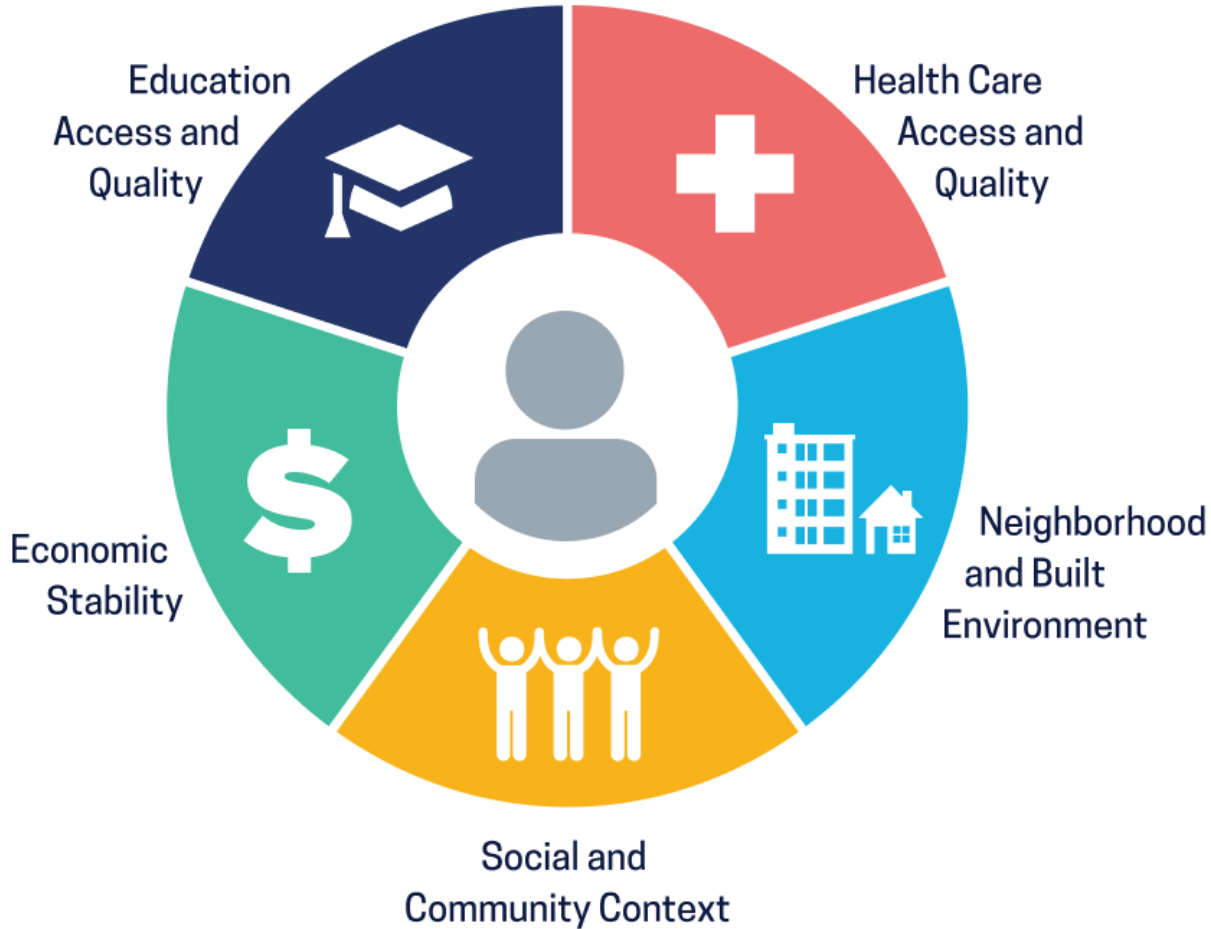 Education
Access and
Quality
Health Care
Access and
Quality
Economic
Stability
Neighborhood
and Built
Environment
Social and
Community Context